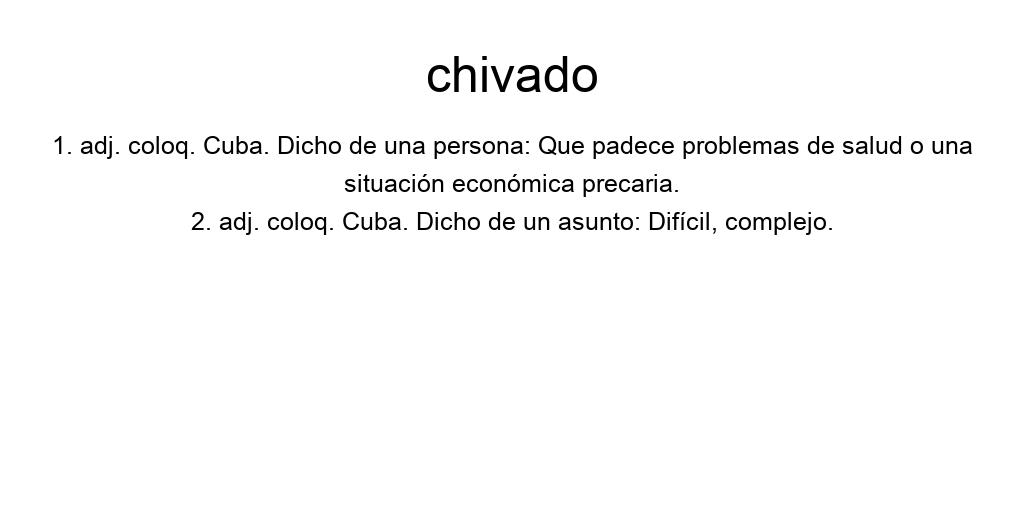 chivado
1. adj. coloq. Cuba. Dicho de una persona: Que padece problemas de salud o una
situación económica precaria.
2. adj. coloq. Cuba. Dicho de un asunto: Difícil, complejo.